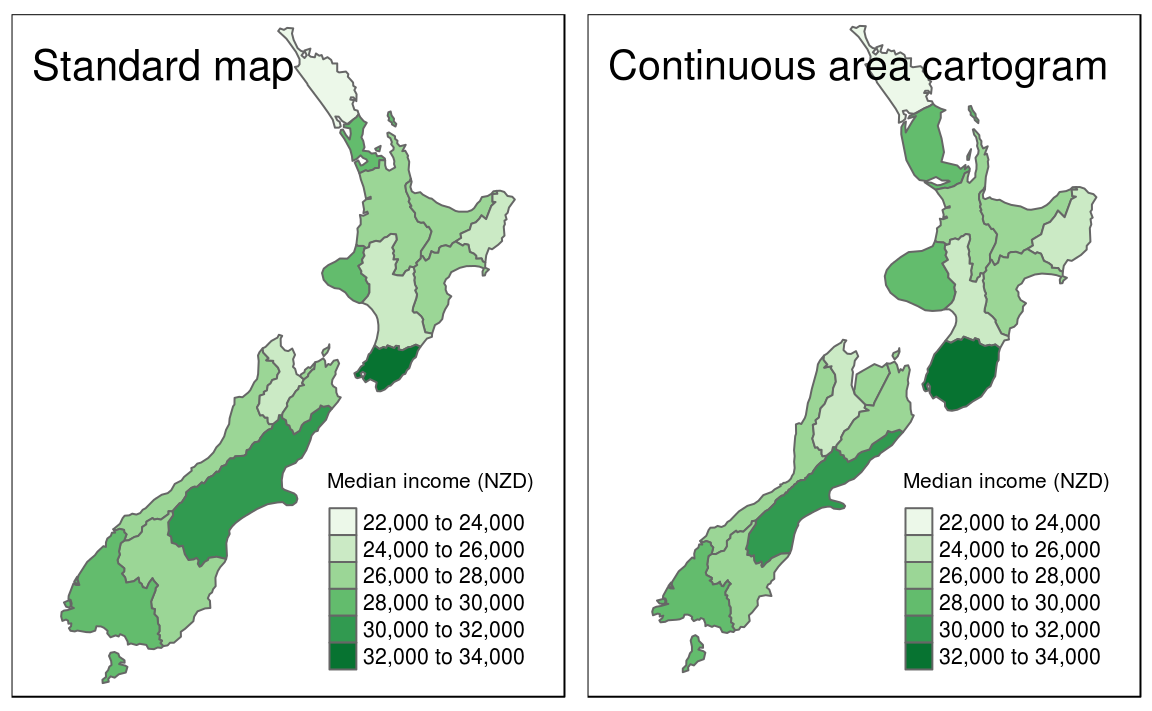 Standard map
Median income (NZD)
22,000 to 24,000
24,000 to 26,000
26,000 to 28,000
28,000 to 30,000
30,000 to 32,000
32,000 to 34,000
Continuous area cartogram
Median income (NZD)
22,000 to 24,000
24,000 to 26,000
26,000 to 28,000
28,000 to 30,000
30,000 to 32,000
32,000 to 34,000